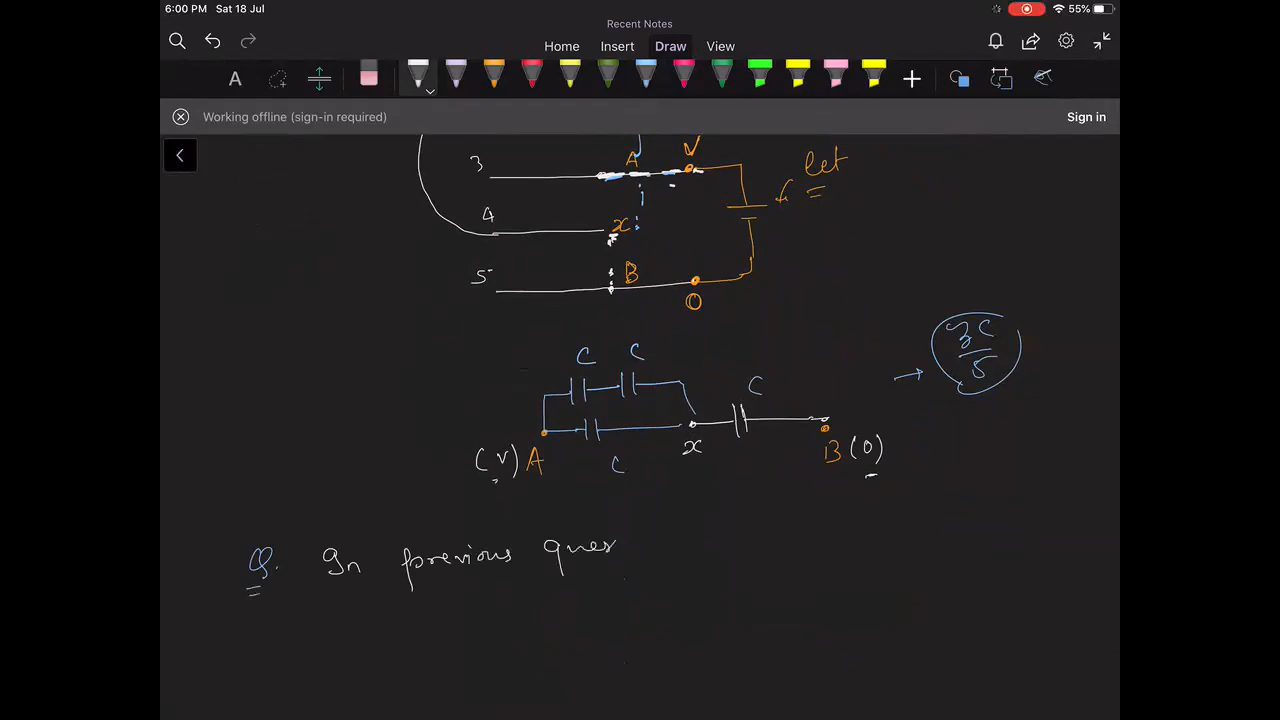 6:00 PM Sat 18 Jul
55%
Recent Notes
Home Insert Draw View
A
Working offline (sign-in required)
Sign in
3 A V let
4 x
5 B
O
C C
C
3C
5
(V) A x B (0)
C
Q. In previous ques